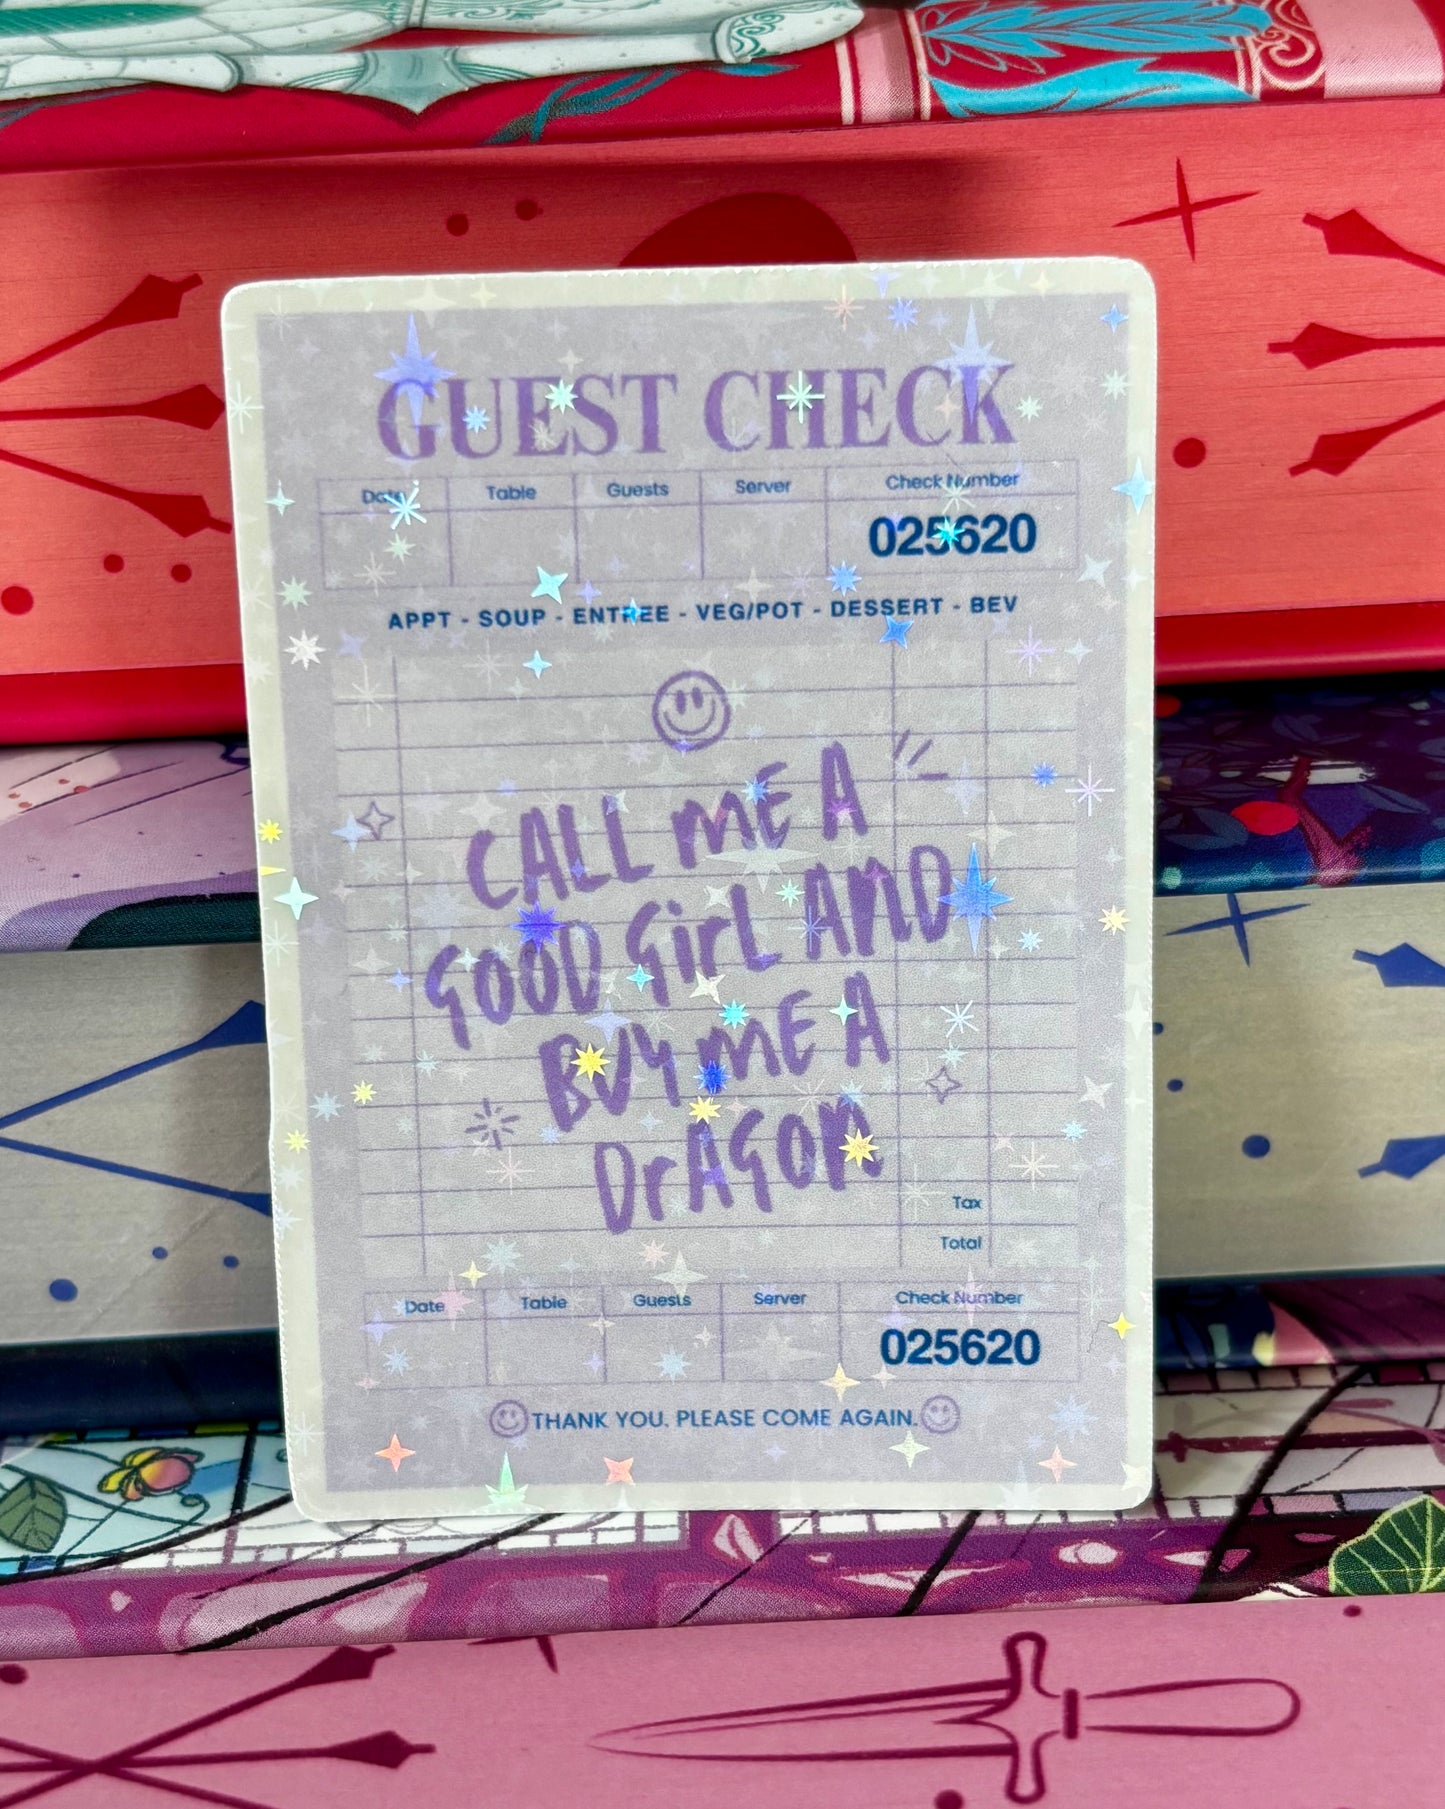 GUEST CHECK
Date Table Guests Server Check Number
025620
APPT - SOUP - ENTREE - VEG/POT - DESSERT - BEV
CALL ME A
GOOD GIRL AND
BUY ME A
DRAGON
Tax
Total
Date Table Guests Server Check Number
025620
THANK YOU. PLEASE COME AGAIN.